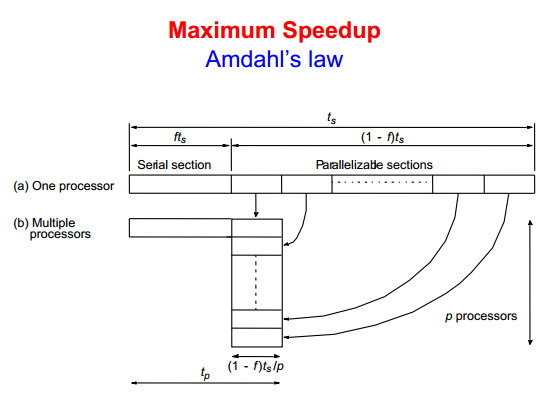 Maximum Speedup
Amdahl's law
ts
fts
(1 - f)ts
Serial section
Parallelizable sections
(a) One processor
(b) Multiple
processors
p processors
(1 - f)ts /p
tp